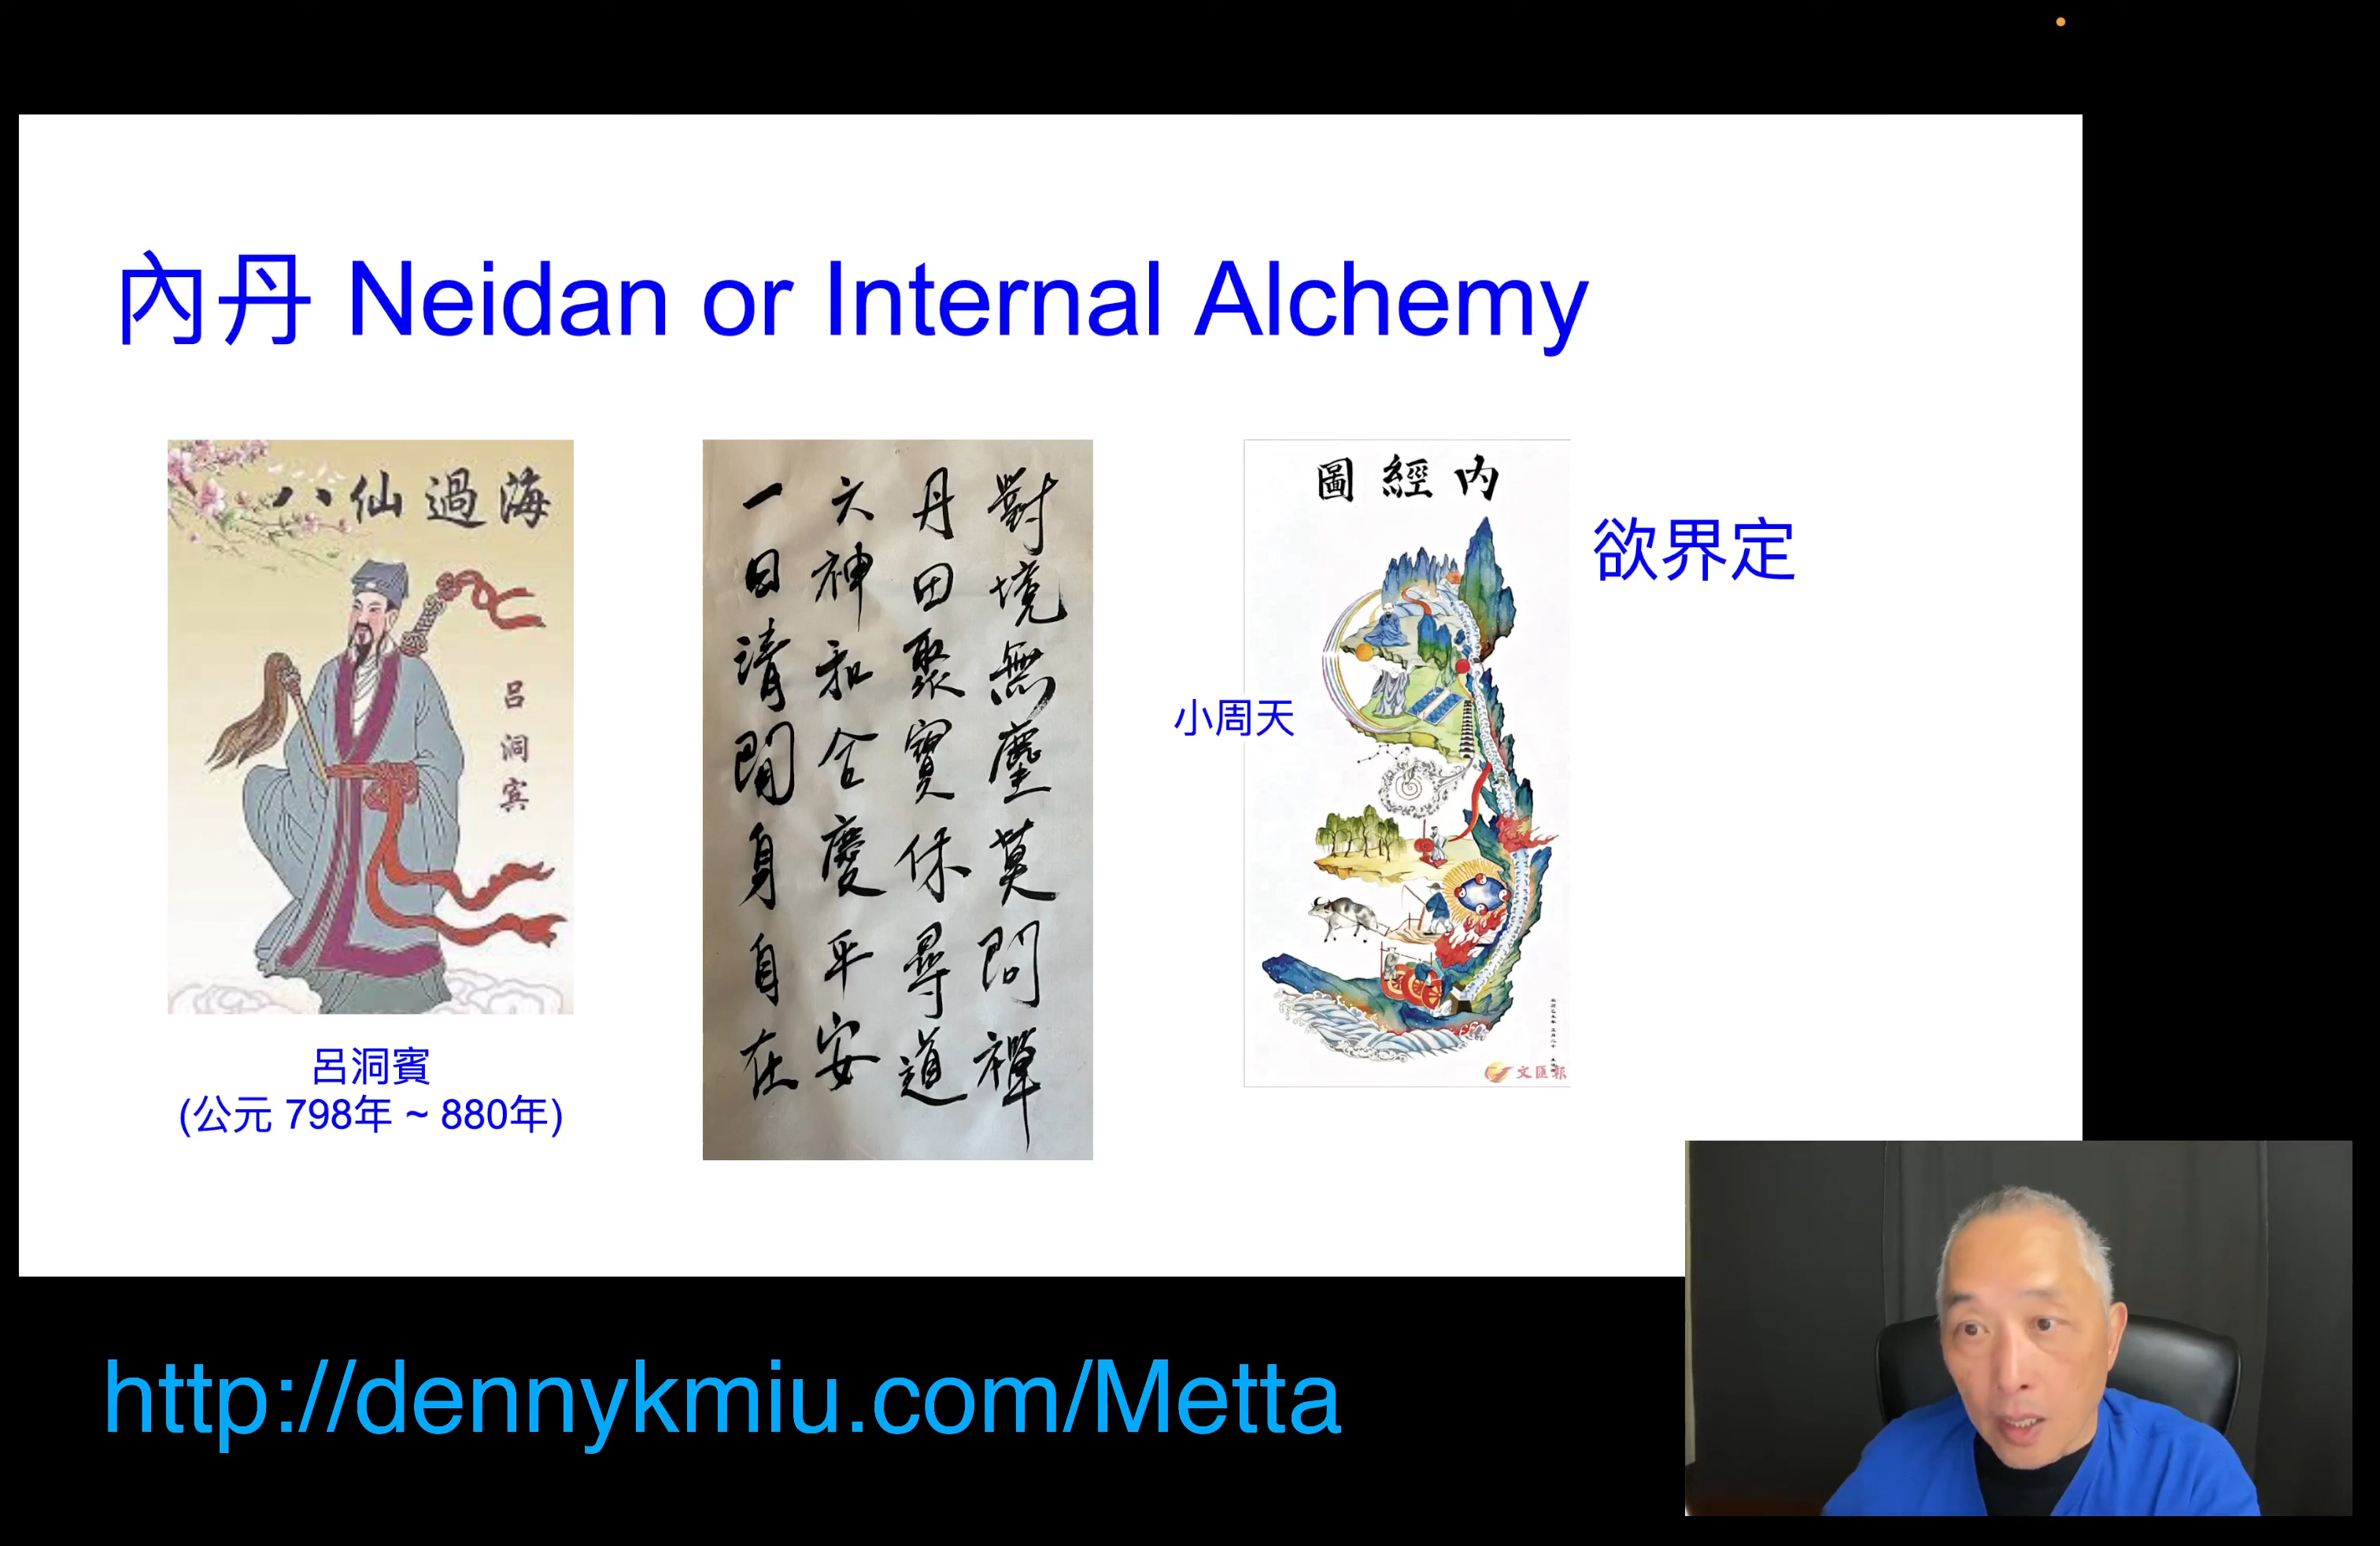 內丹 Neidan or Internal Alchemy
八仙過海
呂
洞
宾
呂洞賓
(公元 798年 ~ 880年)
對境無塵莫問禪
丹田聚寶休尋道
六神和合慶平安
一日清閒身自在
圖經内
小周天
欲界定
文匯報
http://dennykmiu.com/Metta